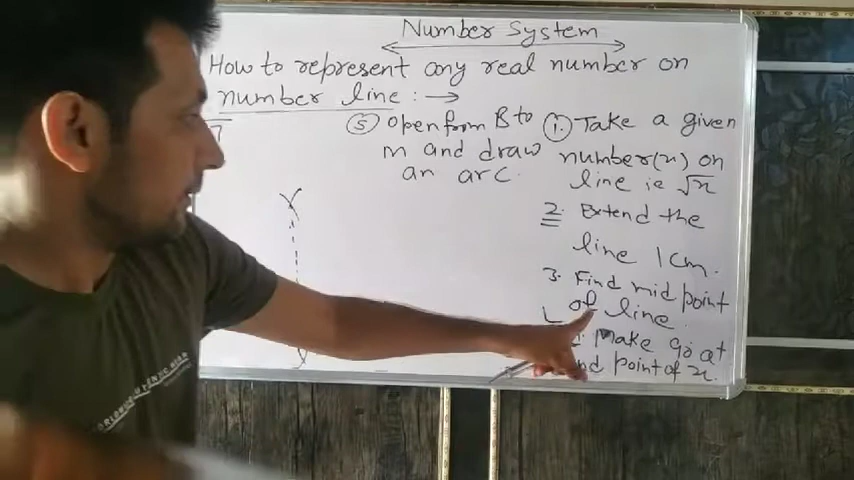 Number System
How to represent any real number on
number line :→
7
⑤ open from B to
m and draw
an arc.
①. Take a given
number(x) on
line ie √x
2. Extend the
line 1cm.
3. Find mid point
of line.
Make 90 at
end point of x.